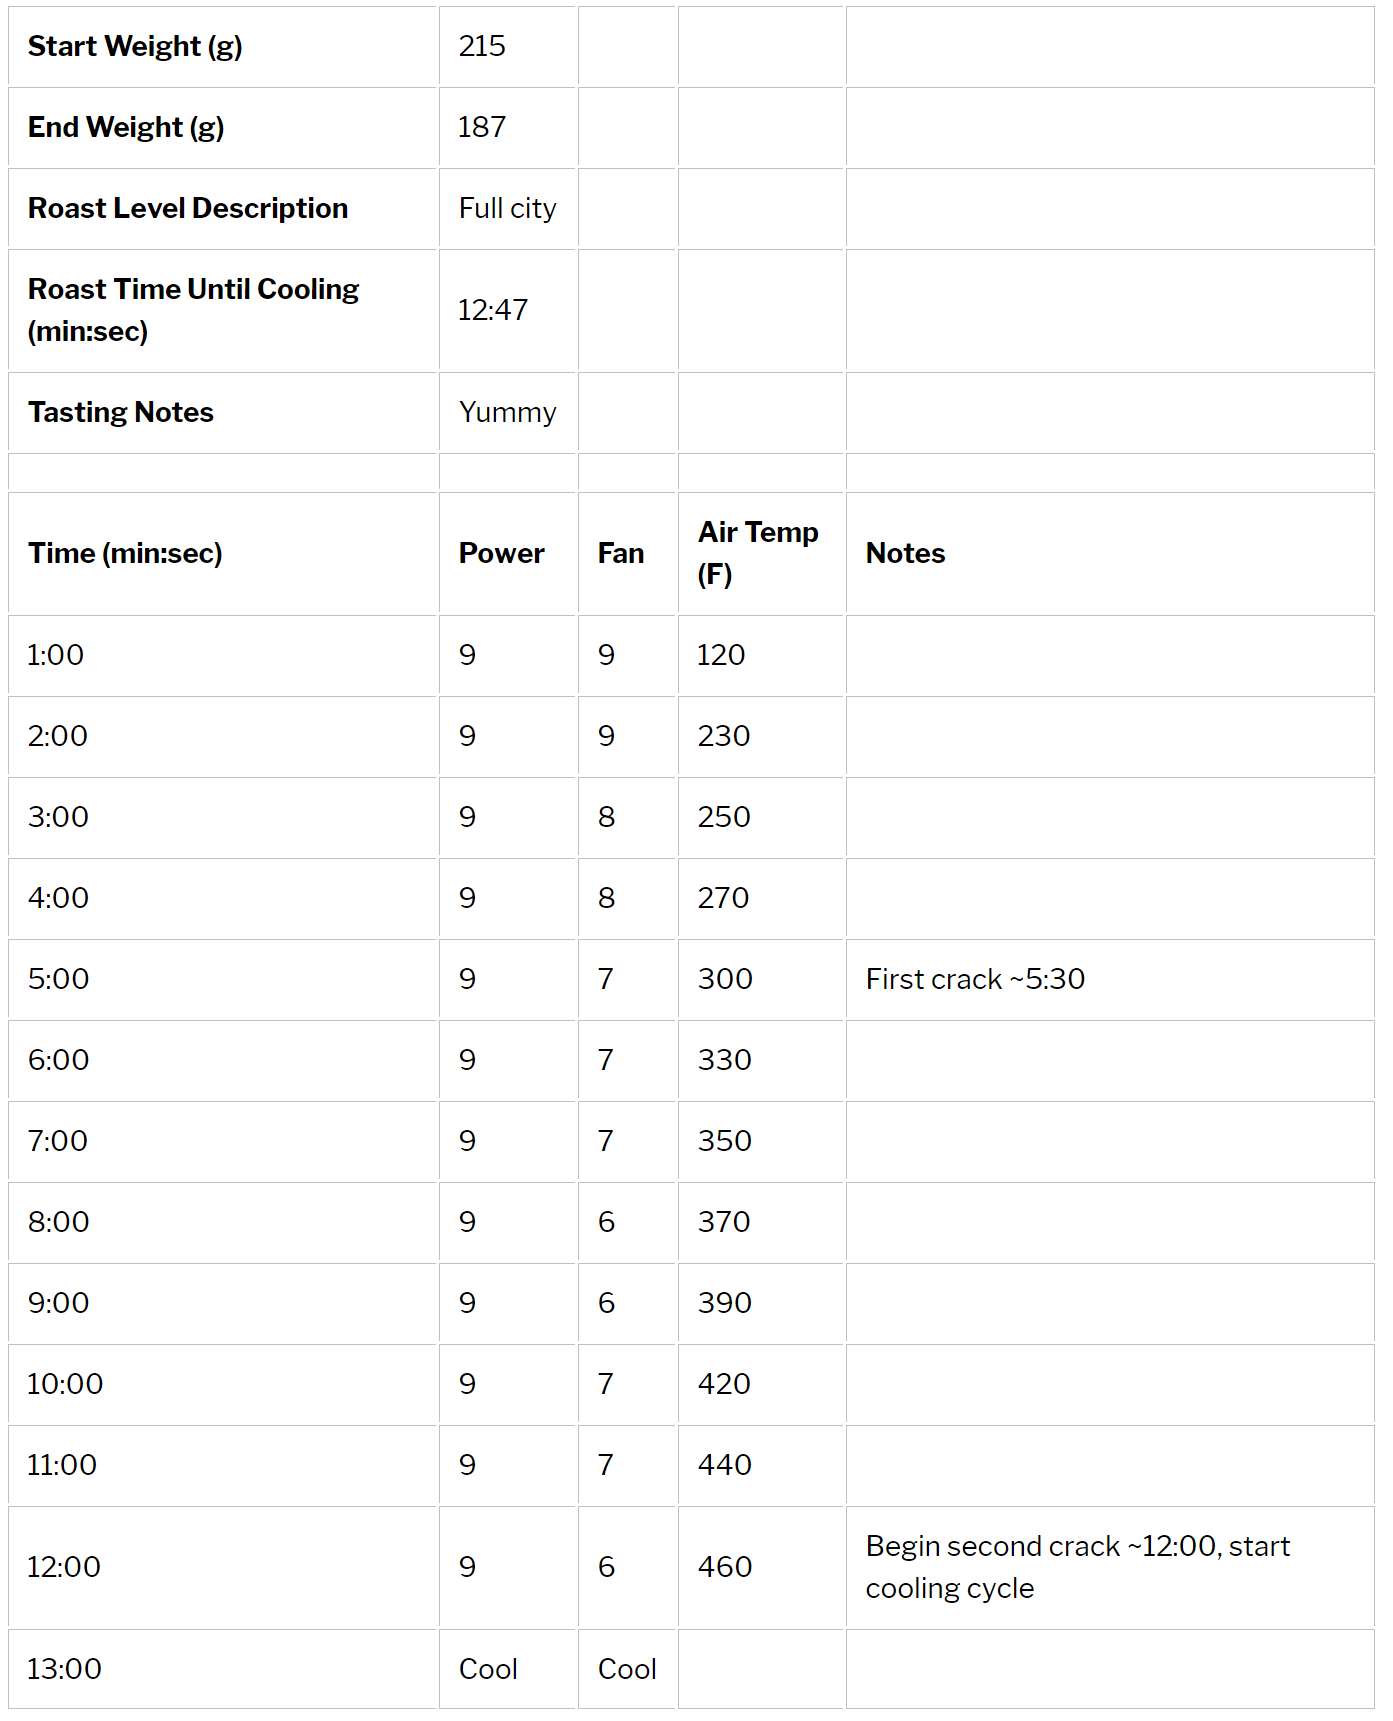 Start Weight (g) 215
End Weight (g) 187
Roast Level Description Full city
Roast Time Until Cooling
(min:sec) 12:47
Tasting Notes Yummy
Time (min:sec) Power Fan Air Temp
(F) Notes
1:00 9 9 120
2:00 9 9 230
3:00 9 8 250
4:00 9 8 270
5:00 9 7 300 First crack ~5:30
6:00 9 7 330
7:00 9 7 350
8:00 9 6 370
9:00 9 6 390
10:00 9 7 420
11:00 9 7 440
12:00 9 6 460 Begin second crack ~12:00, start
cooling cycle
13:00 Cool Cool